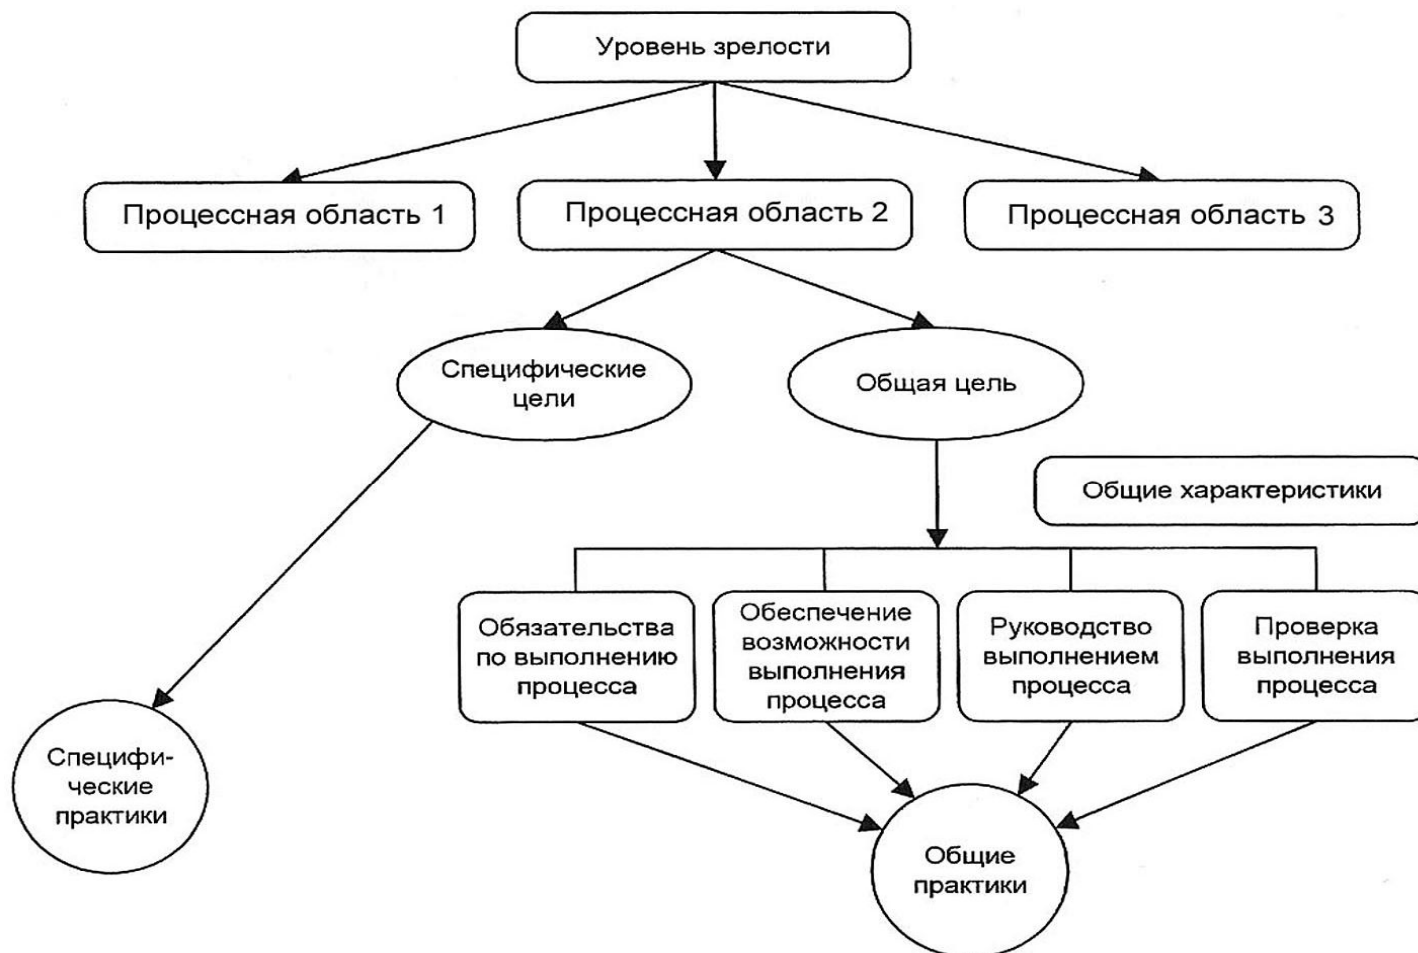 Уровень зрелости
Процессная область 1
Процессная область 2
Процессная область 3
Специфические
цели
Общая цель
Общие характеристики
Обязательства
по выполнению
процесса
Обеспечение
возможности
выполнения
процесса
Руководство
выполнением
процесса
Проверка
выполнения
процесса
Специфи-
ческие
практики
Общие
практики